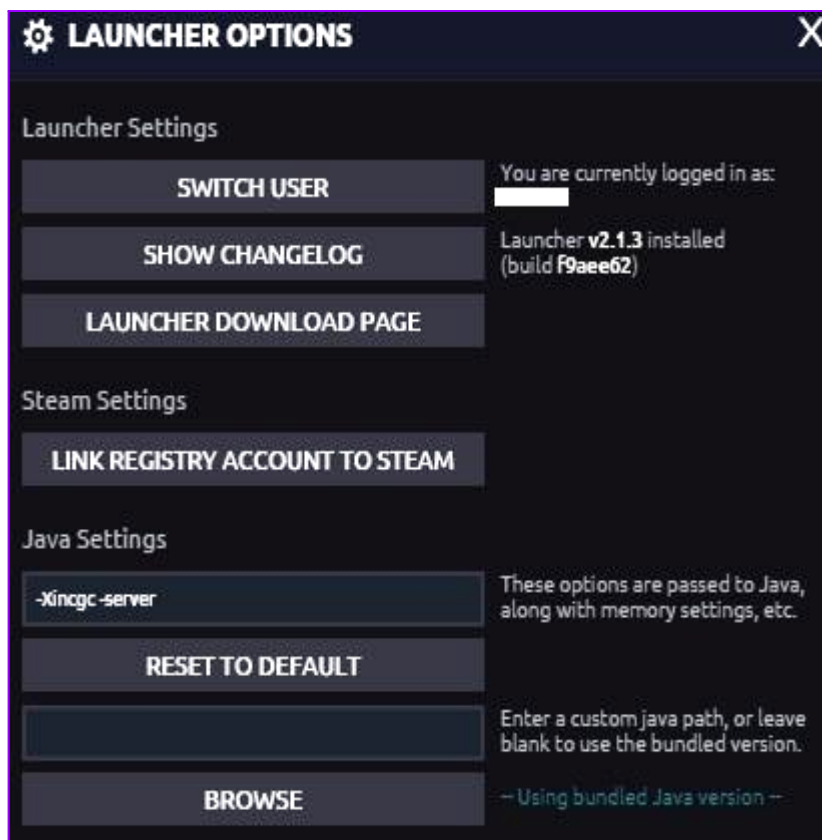 LAUNCHER OPTIONS
X
Launcher Settings
SWITCH USER
You are currently logged in as:
SHOW CHANGELOG
Launcher v2.1.3 installed
(build f9aee62)
LAUNCHER DOWNLOAD PAGE
Steam Settings
LINK REGISTRY ACCOUNT TO STEAM
Java Settings
-Xincgc -server
These options are passed to Java,
along with memory settings, etc.
RESET TO DEFAULT
Enter a custom java path, or leave
blank to use the bundled version.
BROWSE
-- Using bundled Java version --